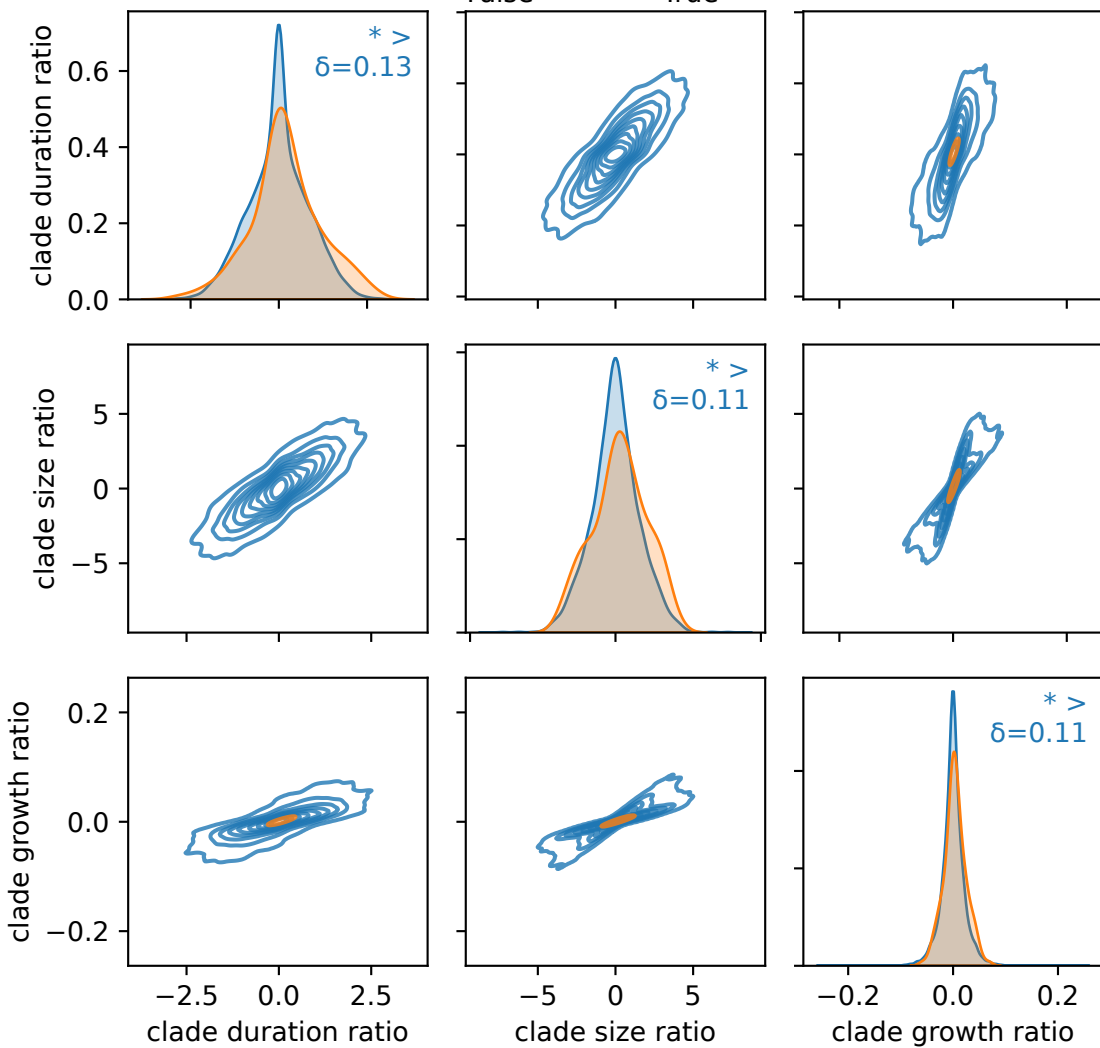 True
clade duration ratio
0.6
0.4
0.2
0.0
* >
δ=0.13
clade size ratio
5
0
−5
* >
δ=0.11
clade growth ratio
0.2
0.0
−0.2
* >
δ=0.11
−2.5 0.0 2.5
−5 0 5
−0.2 0.0 0.2
clade duration ratio
clade size ratio
clade growth ratio